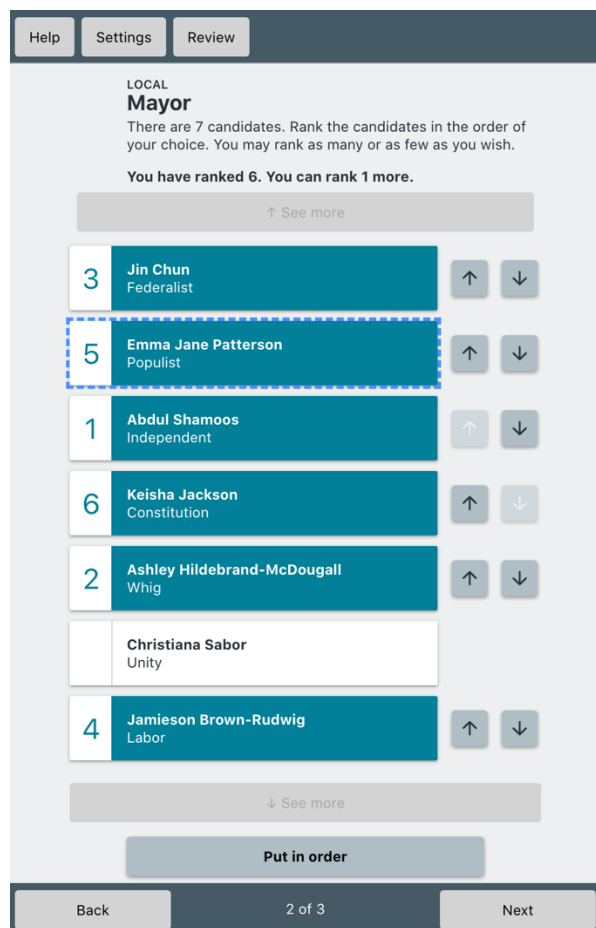 Help Settings Review
LOCAL
Mayor
There are 7 candidates. Rank the candidates in the order of
your choice. You may rank as many or as few as you wish.
You have ranked 6. You can rank 1 more.
↑ See more
3 Jin Chun
Federalist
5 Emma Jane Patterson
Populist
1 Abdul Shamoos
Independent
6 Keisha Jackson
Constitution
2 Ashley Hildebrand-McDougall
Whig
Christiana Sabor
Unity
4 Jamieson Brown-Rudwig
Labor
↓ See more
Put in order
Back 2 of 3 Next